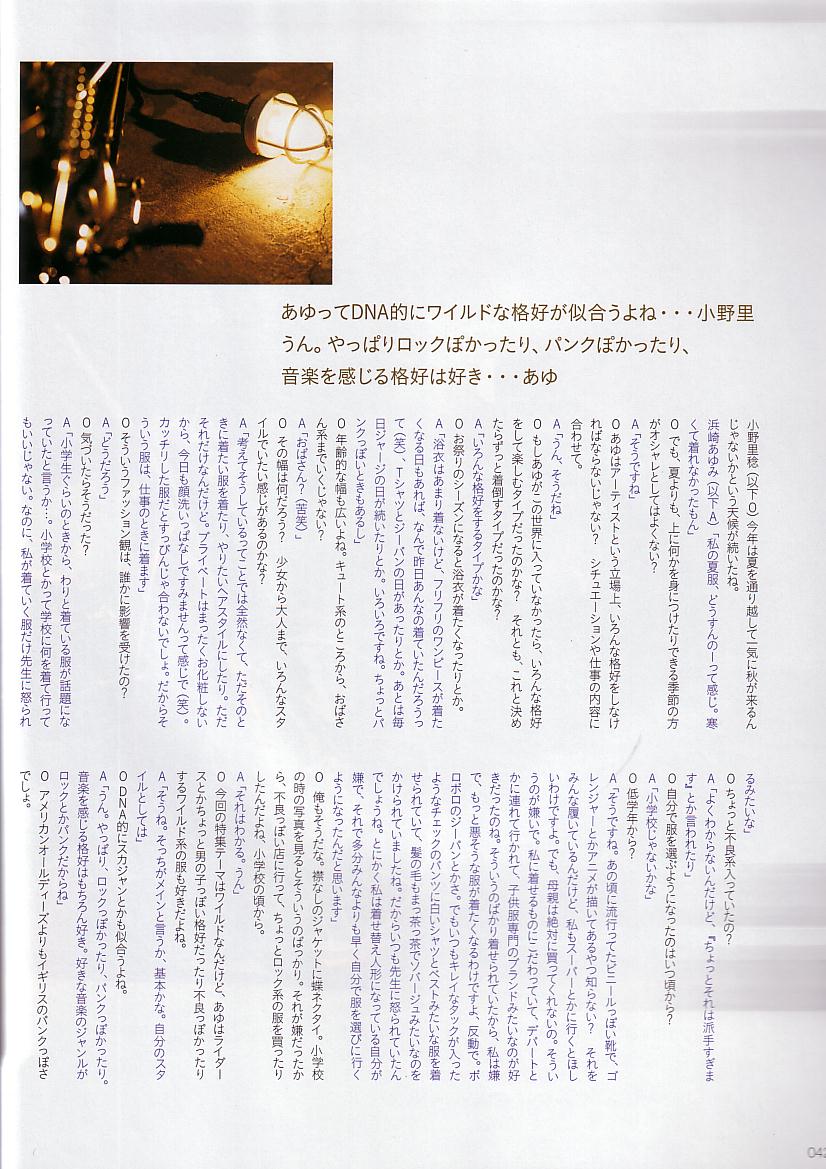 あゆってDNA的にワイルドな格好が似合うよね・・・小野里
うん。やっぱりロックぽかったり、パンクぽかったり、
音楽を感じる格好は好き・・・あゆ
小野里稔（以下O）今年は夏を通り越して一気に秋が来るん
じゃないかという天候が続いたね。
浜崎あゆみ（以下A）「私の夏服、どうすんのーって感じ。寒
くて着れなかったもん」
O でも、夏よりも、上に何かを身につけたりできる季節の方
がオシャレとしてはよくない？
A「そうですね」
O あゆはアーティストという立場上、いろんな格好をしなけ
ればならないじゃない？　シチュエーションや仕事の内容に
合わせて。
A「うん、そうだね」
O もしあゆがこの世界に入っていなかったら、いろんな格好
をして楽しむタイプだったのかな？　それとも、これと決め
たらずっと着倒すタイプだったのかな？
A「いろんな格好をするタイプかな」
O お祭りのシーズンになると浴衣が着たくなったりとか。
A「浴衣はあまり着ないけど、フリフリのワンピースが着た
くなる日もあれば、なんで昨日あんなの着ていたんだろうっ
て（笑）、Tシャツとジーパンの日があったりとか。あとは毎
日ジャージの日が続いたりとか。いろいろですね。ちょっとパ
ンクっぽいときもあるし」
O 年齢的な幅も広いよね。キュート系のところから、おばさ
ん系までいくじゃない？
A「おばさん？（苦笑）」
O その幅は何だろう？　少女から大人まで、いろんなスタ
イルでいたい感じがあるのかな？
A「考えてそうしているってことでは全然なくて、ただそのと
きに着たい服を着たり、やりたいヘアスタイルにしたり。ただ
それだけなんだけど。プライベートはまったくお化粧しない
から、今日も顔洗いっぱなしですみませんって感じで（笑）。
カッチリした服だとすっぴんじゃ合わないでしょ。だからそ
ういう服は、仕事のときに着ます」
O そういうファッション観は、誰かに影響を受けたの？
A「どうだろう」
O 気づいたらそうだった？
A「小学生ぐらいのときから、わりと着ている服が話題にな
っていたと言うか…。小学校とかって学校に何を着て行って
もいいじゃない。なのに、私が着ていく服だけ先生に怒られ
るみたいな」
O ちょっと不良系入っていたの？
A「よくわからないんだけど、『ちょっとそれは派手すぎま
す』とか言われたり」
O 自分で服を選ぶようになったのはいつ頃から？
A「小学校じゃないかな」
O 低学年から？
A「そうですね。あの頃に流行ってたビニールっぽい靴で、ゴ
レンジャーとかアニメが描いてあるやつ知らない？　それを
みんな履いているんだけど、私もスーパーとかに行くとほし
いわけですよ。でも、母親は絶対に買ってくれないの。そうい
うのが嫌いで。私に着せるものにこだわっていて、デパートと
かに連れて行かれて、子供服専門のブランドみたいなのが好
きだったのね。そういうのばかり着せられていたから、私は嫌
で、もっと悪そうな服が着たくなるわけですよ、反動で。ボ
ロボロのジーパンとかさ。でもいつもキレイなタックが入った
ようなチェックのパンツに白いシャツとベストみたいな服を着
せられていて、髪の毛もまっ茶っ茶でソバージュみたいなのを
かけられていましたね。だからいつも先生に怒られていたん
でしょうね。とにかく私は着せ替え人形になっている自分が
嫌で、それで多分みんなよりも早く自分で服を選びに行く
ようになったんだと思います」
O 俺もそうだな。襟なしのジャケットに蝶ネクタイ。小学校
の時の写真を見るとそういうのばっかり。それが嫌だったか
ら、不良っぽい店に行って、ちょっとロック系の服を買ったり
したんだよね、小学校の頃から。
A「それはわかる。うん」
O 今回の特集テーマはワイルドなんだけど、あゆはライダー
スとかちょっと男の子っぽい格好だったり不良っぽかったり
するワイルド系の服も好きだよね。
A「そうね。そっちがメインと言うか、基本かな。自分のスタ
イルとしては」
O DNA的にスカジャンとかも似合うよね。
A「うん。やっぱり、ロックっぽかったり、パンクっぽかったり。
音楽を感じる格好はもちろん好き。好きな音楽のジャンルが
ロックとかパンクだからね」
O アメリカンオールディーズよりもイギリスのパンクっぽさ
でしょ。